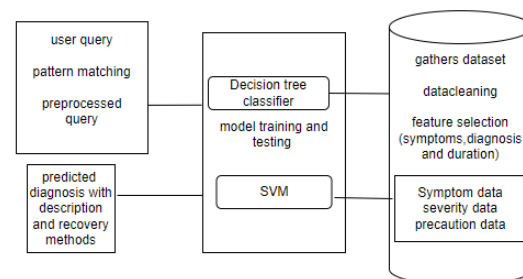 user query
pattern matching
preprocessed
query
predicted
diagnosis with
description
and recovery
methods
Decision tree
classifier
model training and
testing
SVM
gathers dataset
datacleaning
feature selection
(symptoms,diagnosis
and duration)
Symptom data
severity data
precaution data